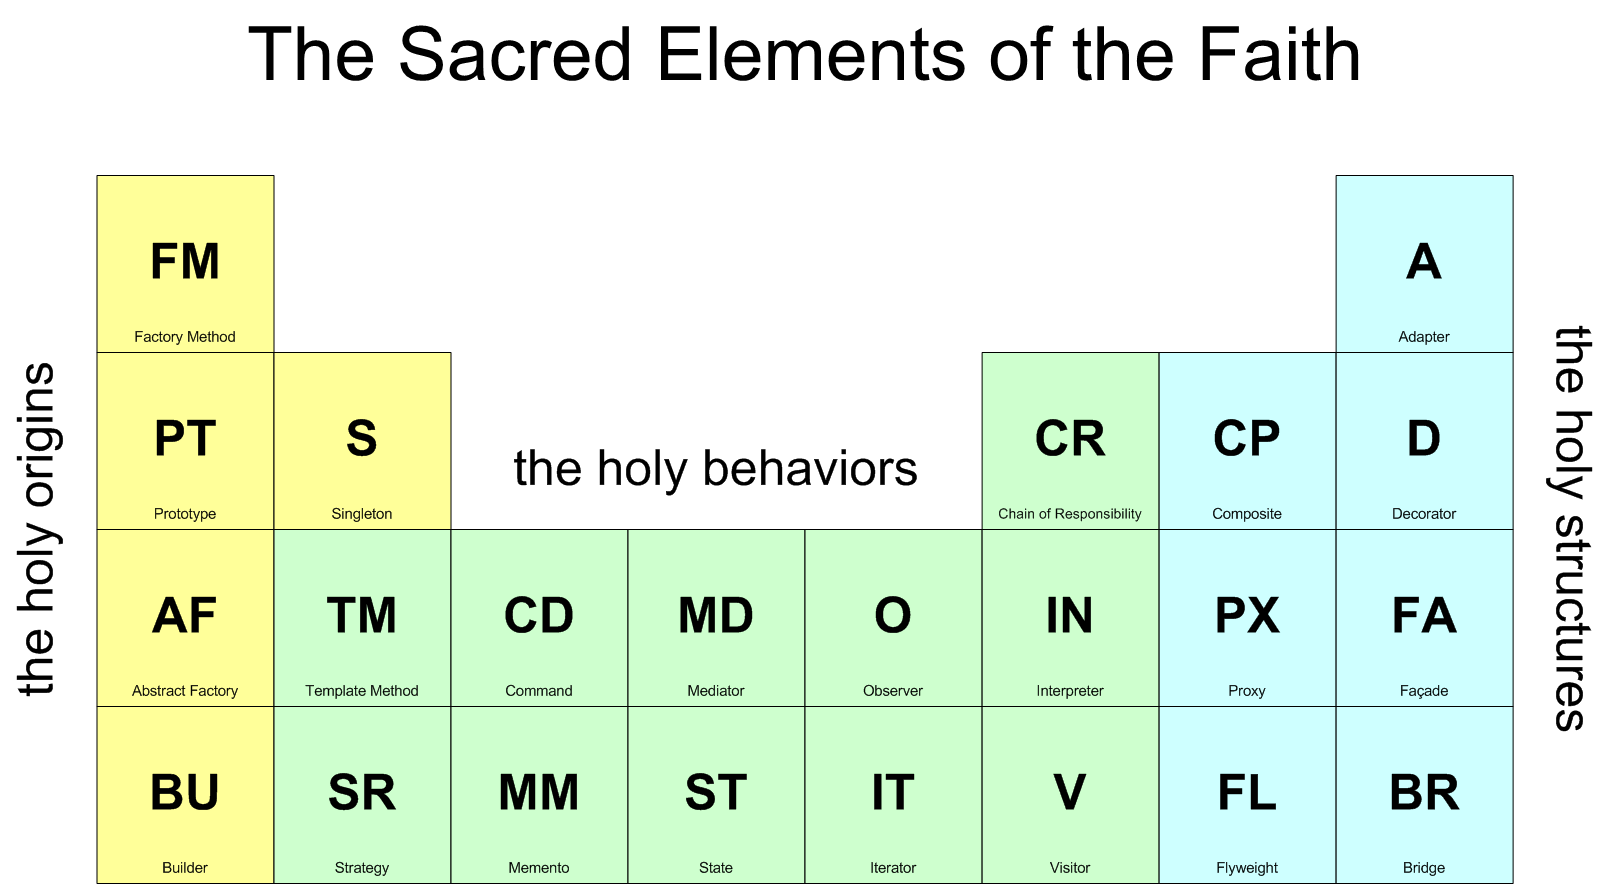 The Sacred Elements of the Faith
the holy origins
the holy behaviors
the holy structures
FM
Factory Method
A
Adapter
PT
Prototype
S
Singleton
CR
Chain of Responsibility
CP
Composite
D
Decorator
AF
Abstract Factory
TM
Template Method
CD
Command
MD
Mediator
O
Observer
IN
Interpreter
PX
Proxy
FA
Façade
BU
Builder
SR
Strategy
MM
Memento
ST
State
IT
Iterator
V
Visitor
FL
Flyweight
BR
Bridge